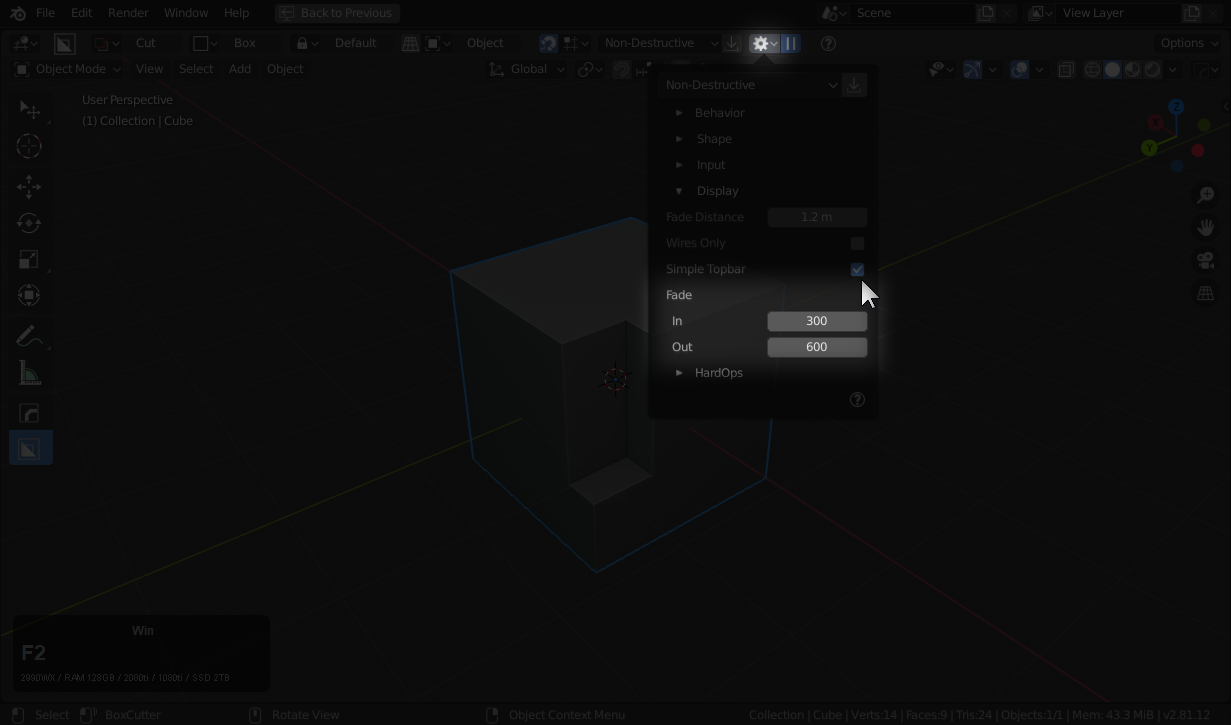 File Edit Render Window Help Back to Previous Scene View Layer
Cut Box Default Object Non-Destructive Options
Object Mode View Select Add Object Global
User Perspective
(1) Collection | Cube
Non-Destructive
Behavior
Shape
Input
Display
Fade Distance 1.2 m
Wires Only
Simple Topbar
Fade
In 300
Out 600
HardOps
Z
X
Y
Win
F2
2990WX / RAM 128GB / 2080ti / 1080ti / SSD 2TB
Select BoxCutter Rotate View Object Context Menu Collection | Cube | Verts:14 | Faces:9 | Tris:24 | Objects:1/1 | Mem: 43.3 MiB | v2.81.12